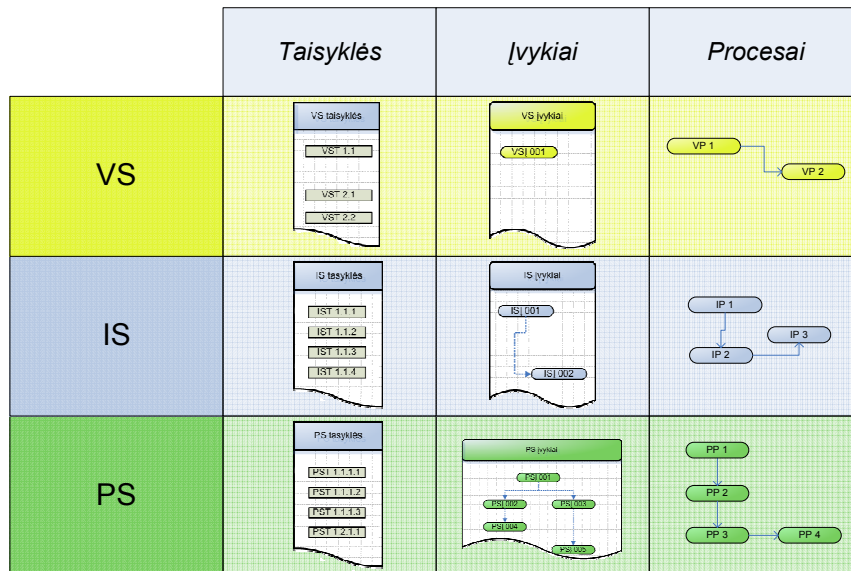 Taisyklės Įvykiai Procesai
VS
VS taisyklės
VST 1.1
VST 2.1
VST 2.2
VS įvykiai
VSĮ 001
VP 1
VP 2
IS
IS tasyklės
IST 1.1.1
IST 1.1.2
IST 1.1.3
IST 1.1.4
IS įvykiai
ISĮ 001
ISĮ 002
IP 1
IP 3
IP 2
PS
PS tasyklės
PST 1.1.1.1
PST 1.1.1.2
PST 1.1.1.3
PST 1.2.1.1
PS įvykiai
PSĮ 001
PSĮ 002 PSĮ 003
PSĮ 004
PSĮ 005
PP 1
PP 2
PP 3 PP 4